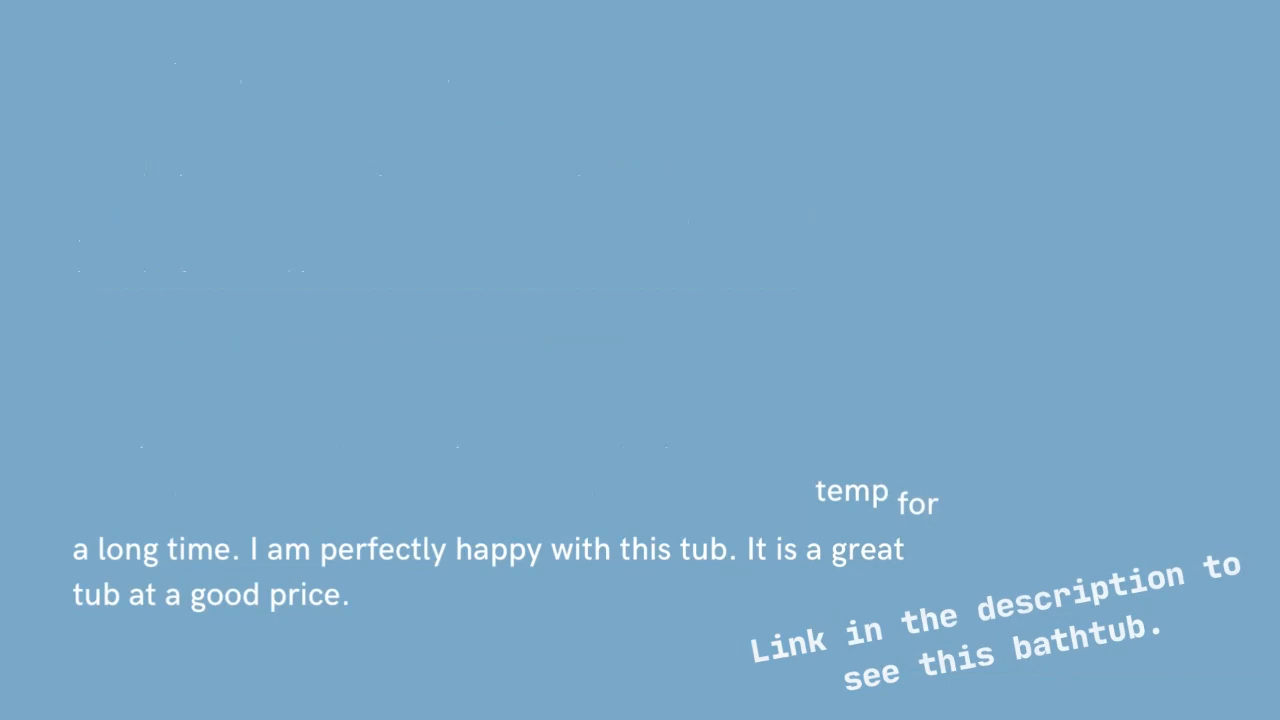 temp for
a long time. I am perfectly happy with this tub. It is a great
tub at a good price.
Link in the description to
see this bathtub.